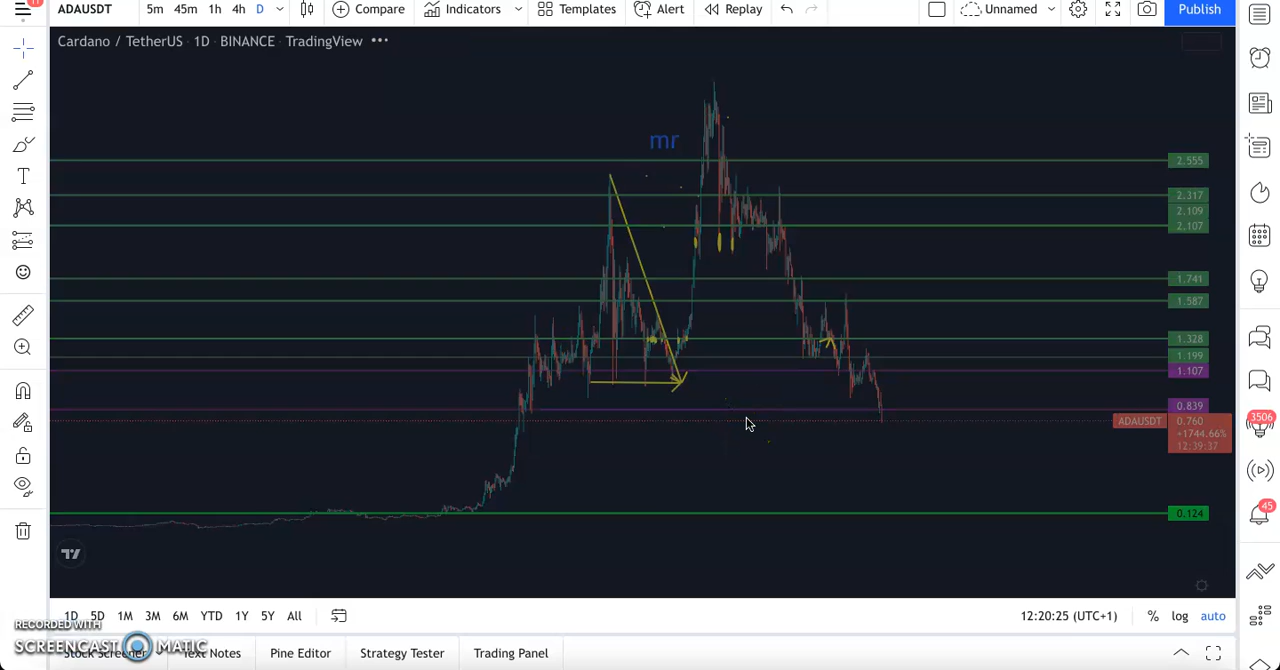 11
ADAUSDT
5m 45m 1h 4h D
Compare
Indicators
Templates
Alert
Replay
Unnamed
Publish
Cardano / TetherUS · 1D · BINANCE · TradingView •••
mr
2.555
2.317
2.109
2.107
1.741
1.587
1.328
1.199
1.107
0.839
ADAUSDT 0.760
+1744.66%
12:39:37
0.124
3506
45
1D 5D 1M 3M 6M YTD 1Y 5Y All
12:20:25 (UTC+1) % log auto
RECORDED WITH
SCREENCAST MATIC
Stock Screener Text Notes Pine Editor Strategy Tester Trading Panel